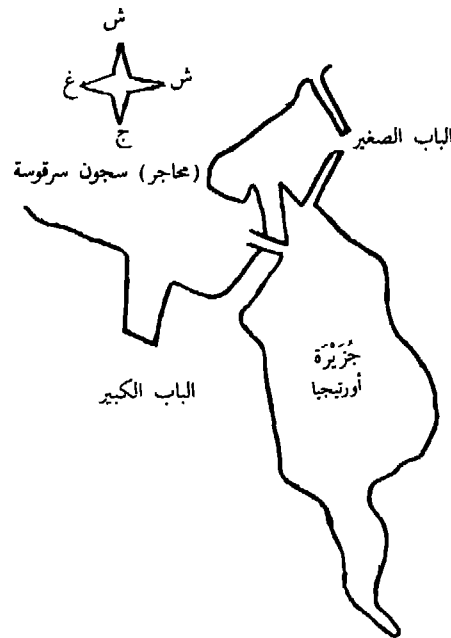 ش
غ ش
ج
الباب الصغير
(محاجر) سجون سرقوسة
جُزَيْرَة
أورتيجيا
الباب الكبير